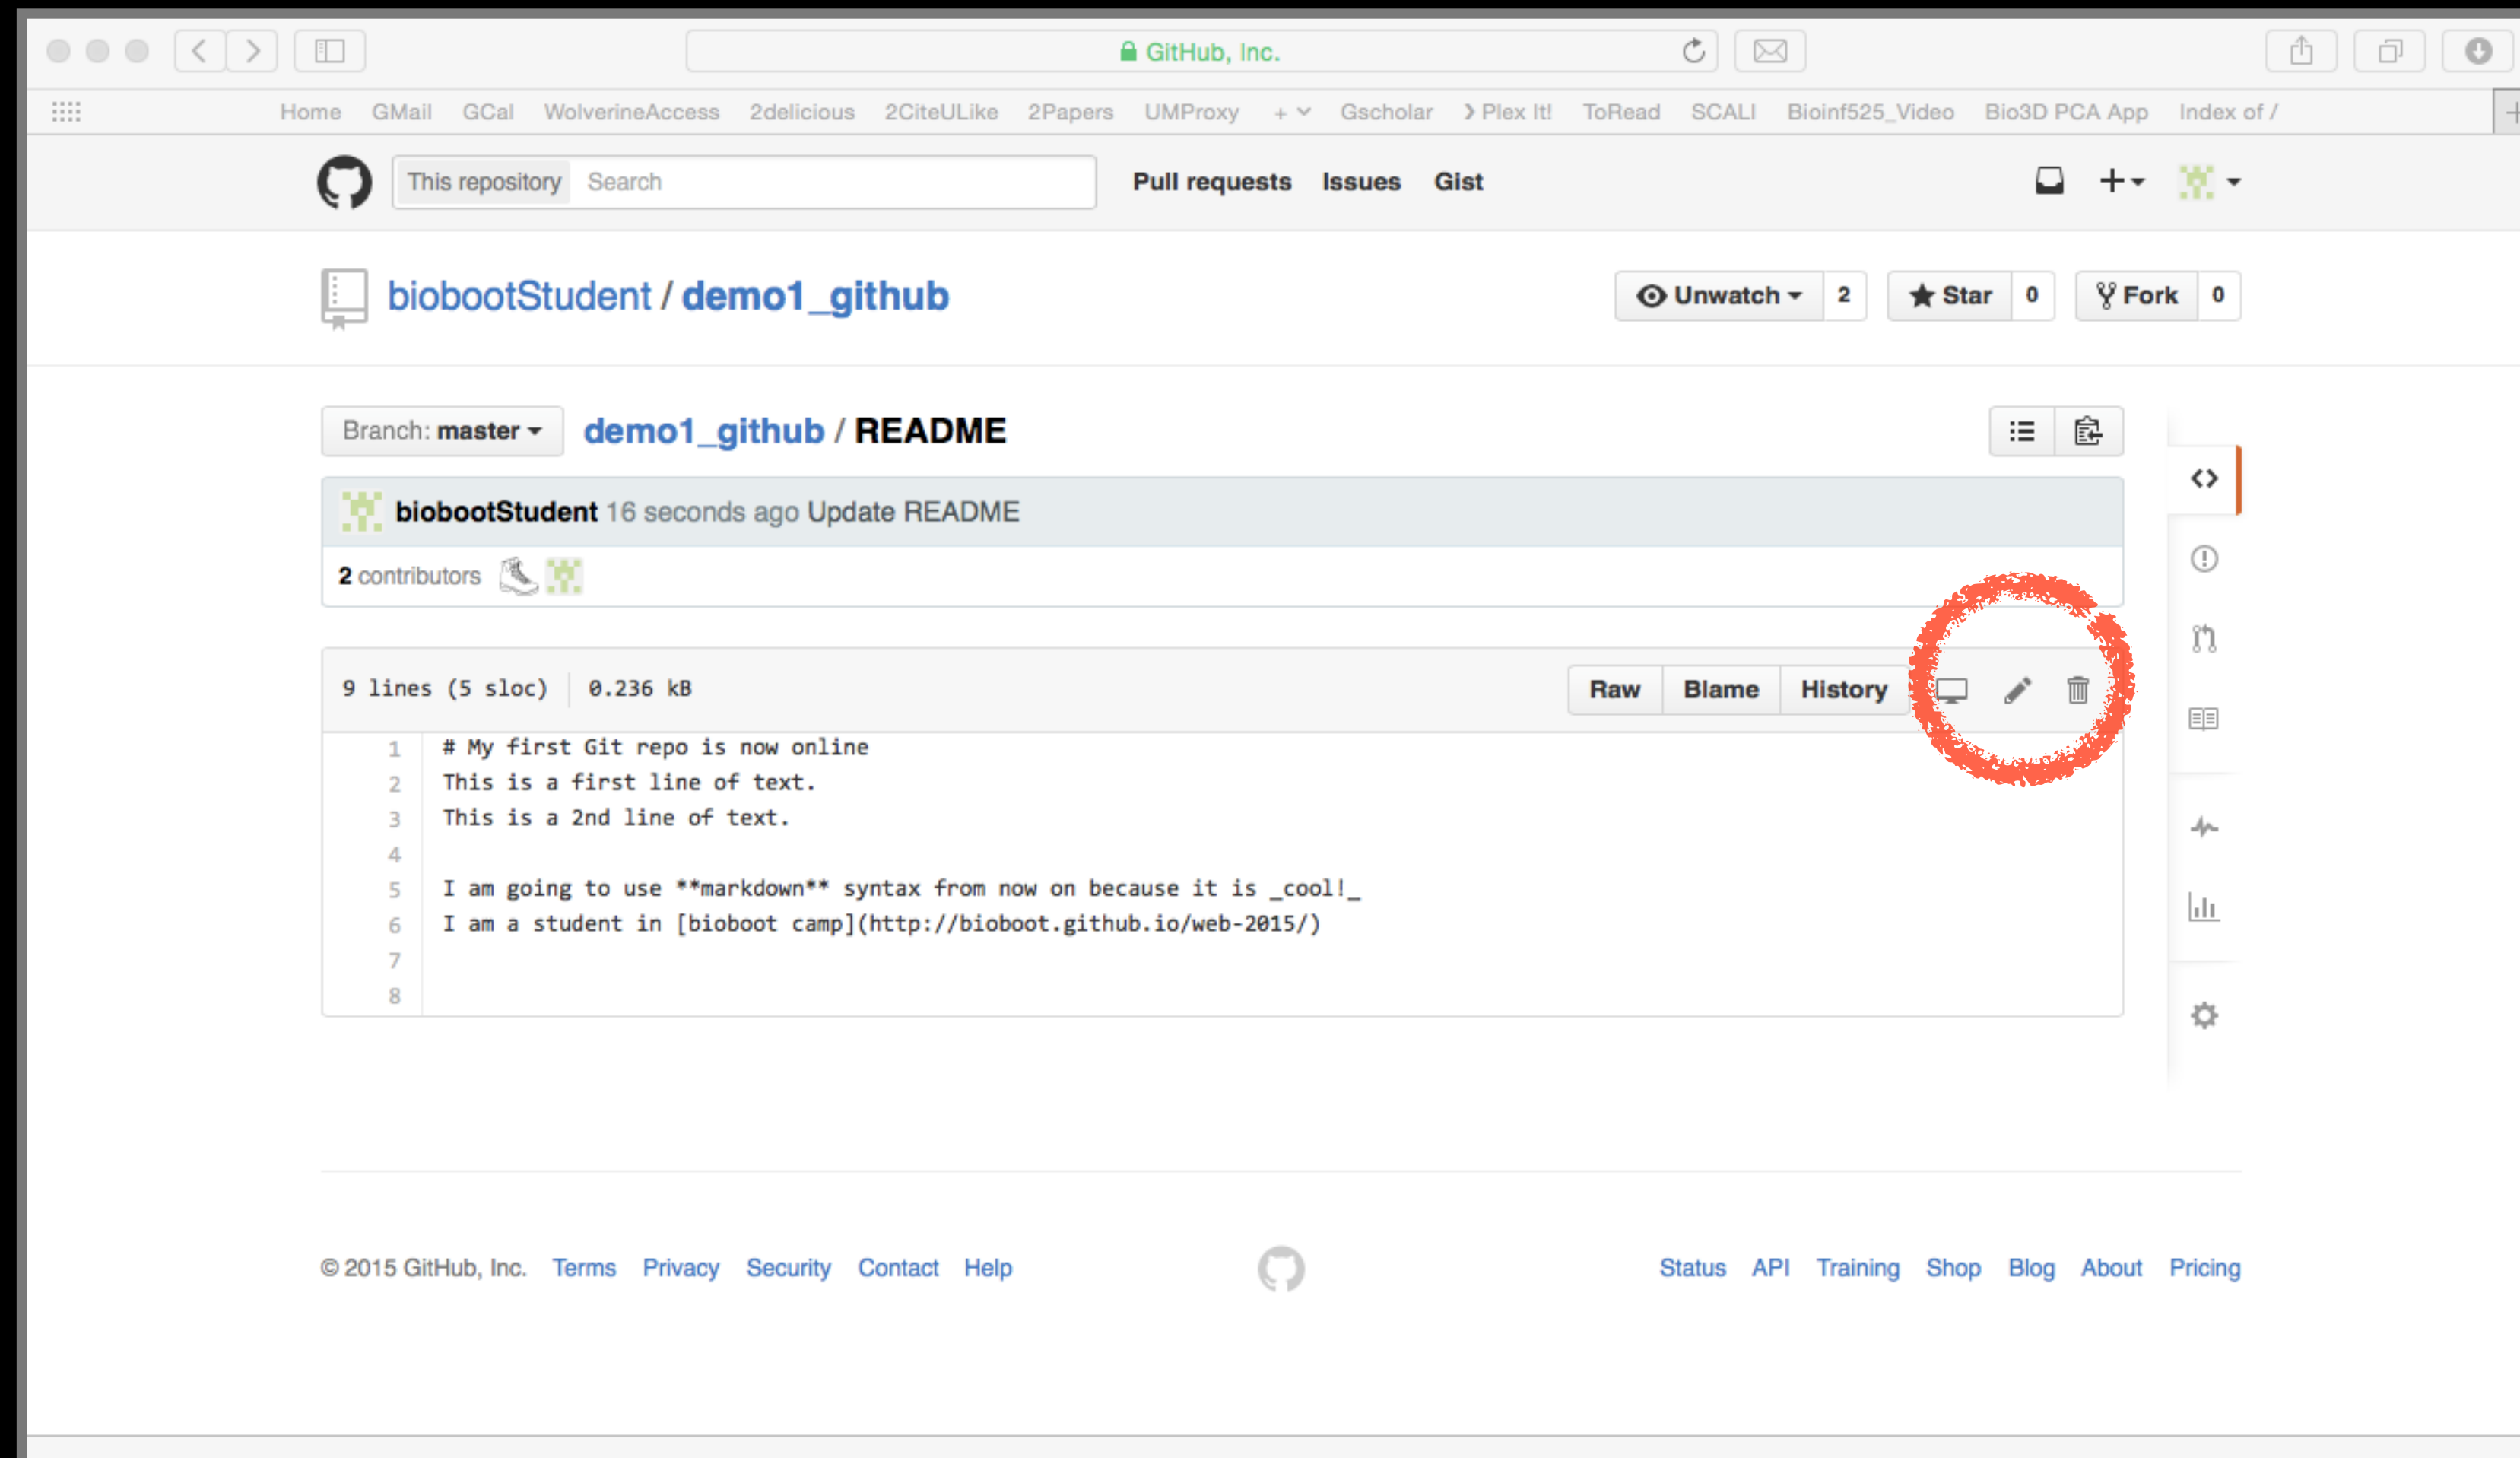 GitHub, Inc.
Home GMail GCal WolverineAccess 2delicious 2CiteULike 2Papers UMProxy + Gscholar Plex It! ToRead SCALI Bioinf525_Video Bio3D PCA App Index of /
This repository Search Pull requests Issues Gist
biobootStudent / demo1_github Unwatch 2 Star 0 Fork 0
Branch: master demo1_github / README
biobootStudent 16 seconds ago Update README
2 contributors
9 lines (5 sloc) 0.236 kB Raw Blame History
1 # My first Git repo is now online
2 This is a first line of text.
3 This is a 2nd line of text.
4
5 I am going to use **markdown** syntax from now on because it is _cool!_
6 I am a student in [bioboot camp](http://bioboot.github.io/web-2015/)
7
8
© 2015 GitHub, Inc. Terms Privacy Security Contact Help Status API Training Shop Blog About Pricing